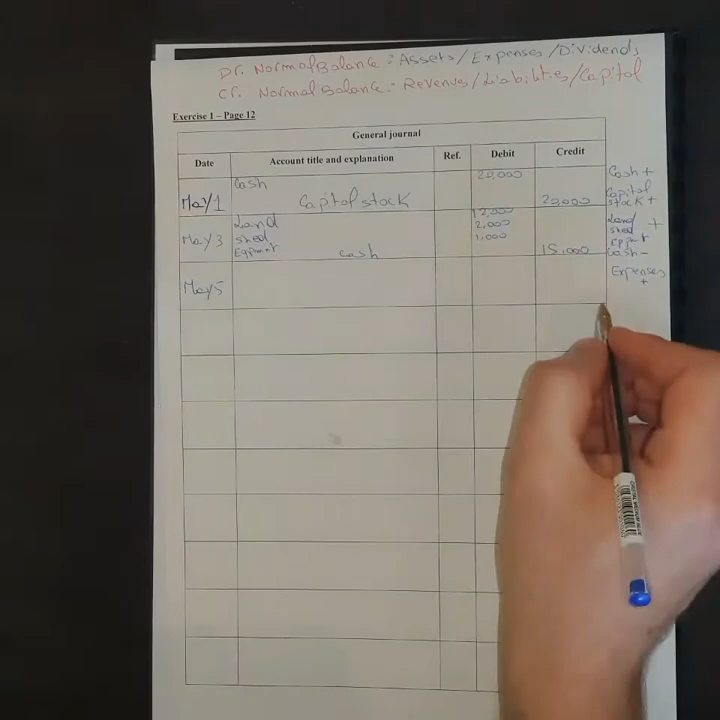 Dr. Normal Balance: Assets/Expenses/Dividends
Cr. Normal Balance: Revenues/Liabilities/Capital
Exercise 1 – Page 12
General journal
Date Account title and explanation Ref. Debit Credit
Cash 20,000 Cash +
May 1 Capital stock 20,000 Capital stock +
Land 12,000 Land +
May 3 shed 2,000 shed
Eqpmnt 1,000 Eqpmnt
Cash 15,000 Cash -
May 5 Expenses +